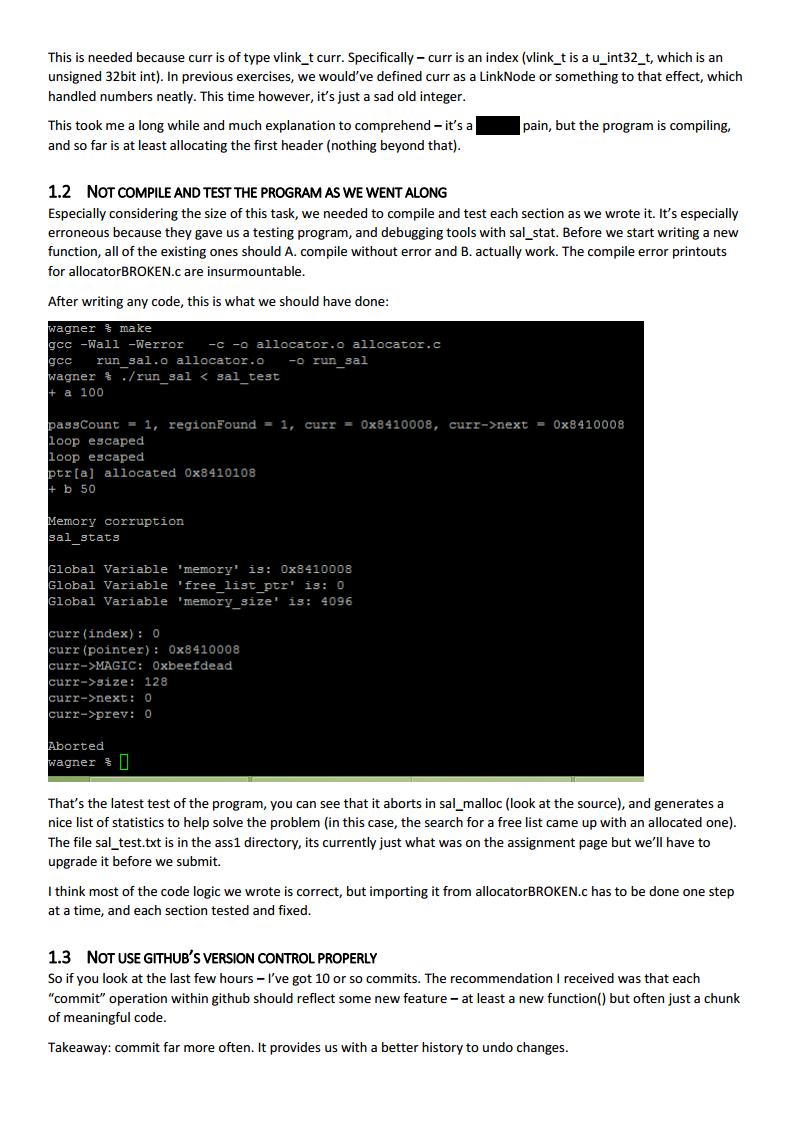 This is needed because curr is of type vlink_t curr. Specifically – curr is an index (vlink_t is a u_int32_t, which is an
unsigned 32bit int). In previous exercises, we would’ve defined curr as a LinkNode or something to that effect, which
handled numbers neatly. This time however, it’s just a sad old integer.
This took me a long while and much explanation to comprehend – it’s a pain, but the program is compiling,
and so far is at least allocating the first header (nothing beyond that).
1.2 NOT COMPILE AND TEST THE PROGRAM AS WE WENT ALONG
Especially considering the size of this task, we needed to compile and test each section as we wrote it. It’s especially
erroneous because they gave us a testing program, and debugging tools with sal_stat. Before we start writing a new
function, all of the existing ones should A. compile without error and B. actually work. The compile error printouts
for allocatorBROKEN.c are insurmountable.
After writing any code, this is what we should have done:
wagner % make
gcc -Wall -Werror -c -o allocator.o allocator.c
gcc run_sal.o allocator.o -o run_sal
wagner % ./run_sal < sal_test
+ a 100
passCount = 1, regionFound = 1, curr = 0x8410008, curr->next = 0x8410008
loop escaped
loop escaped
ptr[a] allocated 0x8410108
+ b 50
Memory corruption
sal_stats
Global Variable 'memory' is: 0x8410008
Global Variable 'free_list_ptr' is: 0
Global Variable 'memory_size' is: 4096
curr(index): 0
curr(pointer): 0x8410008
curr->MAGIC: 0xbeefdead
curr->size: 128
curr->next: 0
curr->prev: 0
Aborted
wagner %
That’s the latest test of the program, you can see that it aborts in sal_malloc (look at the source), and generates a
nice list of statistics to help solve the problem (in this case, the search for a free list came up with an allocated one).
The file sal_test.txt is in the ass1 directory, its currently just what was on the assignment page but we’ll have to
upgrade it before we submit.
I think most of the code logic we wrote is correct, but importing it from allocatorBROKEN.c has to be done one step
at a time, and each section tested and fixed.
1.3 NOT USE GITHUB’S VERSION CONTROL PROPERLY
So if you look at the last few hours – I’ve got 10 or so commits. The recommendation I received was that each
“commit” operation within github should reflect some new feature – at least a new function() but often just a chunk
of meaningful code.
Takeaway: commit far more often. It provides us with a better history to undo changes.